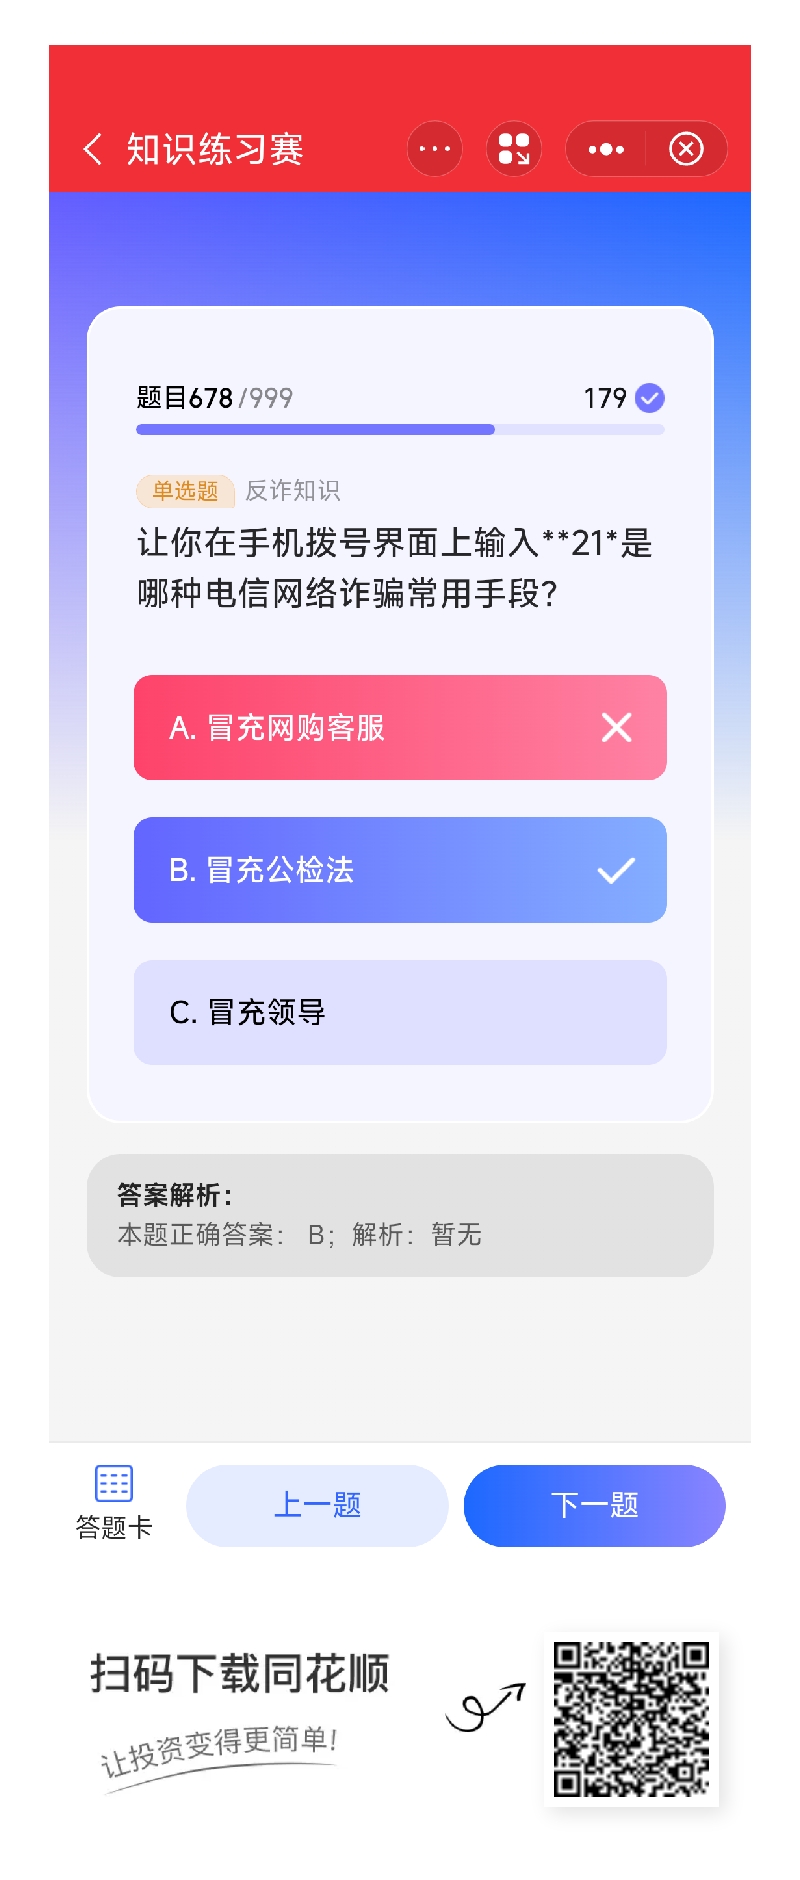 知识练习赛
题目678/999 179
单选题 反诈知识
让你在手机拨号界面上输入**21*是
哪种电信网络诈骗常用手段?
A. 冒充网购客服
B. 冒充公检法
C. 冒充领导
答案解析：
本题正确答案： B；解析：暂无
答题卡
上一题
下一题
扫码下载同花顺
让投资变得更简单!